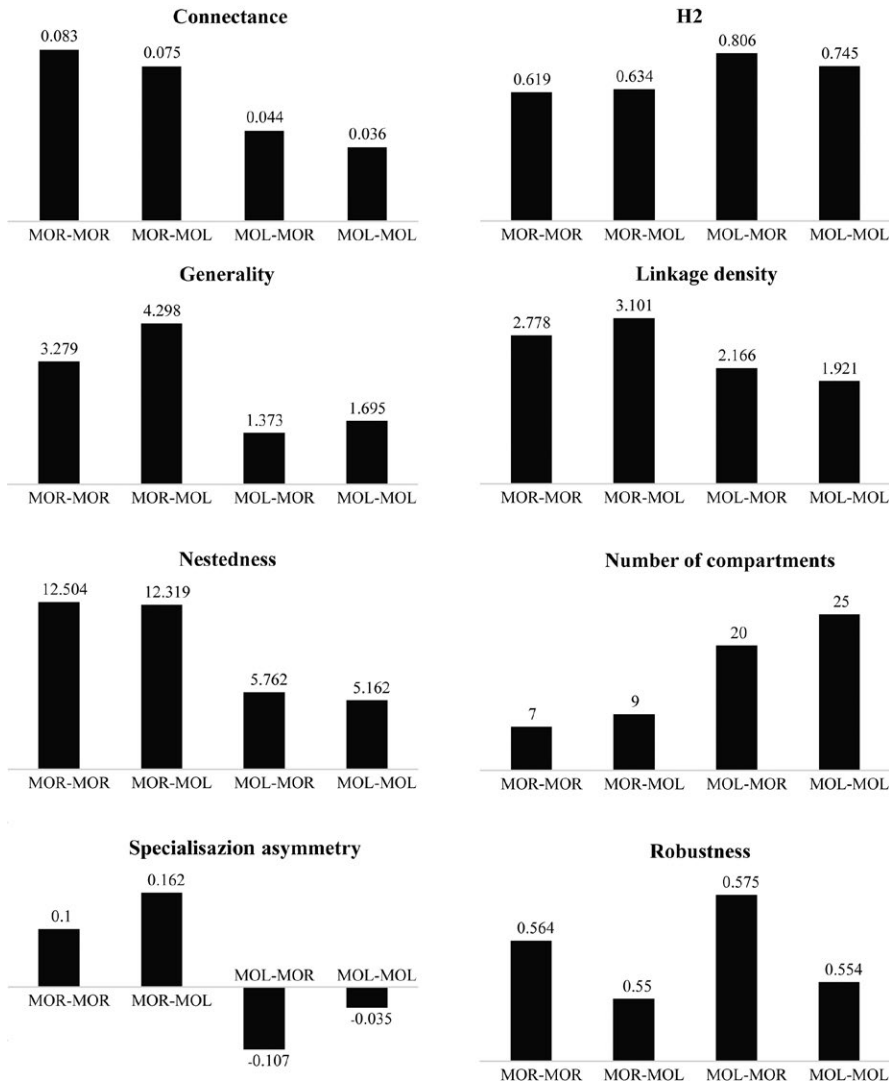 Connectance
0.083
0.075
0.044
0.036
MOR-MOR MOR-MOL MOL-MOR MOL-MOL
H2
0.619
0.634
0.806
0.745
MOR-MOR MOR-MOL MOL-MOR MOL-MOL
Generality
3.279
4.298
1.373
1.695
MOR-MOR MOR-MOL MOL-MOR MOL-MOL
Linkage density
2.778
3.101
2.166
1.921
MOR-MOR MOR-MOL MOL-MOR MOL-MOL
Nestedness
12.504
12.319
5.762
5.162
MOR-MOR MOR-MOL MOL-MOR MOL-MOL
Number of compartments
7
9
20
25
MOR-MOR MOR-MOL MOL-MOR MOL-MOL
Specialisazion asymmetry
0.1
0.162
MOL-MOR MOL-MOL
MOR-MOR MOR-MOL
-0.107
-0.035
Robustness
0.564
0.55
0.575
0.554
MOR-MOR MOR-MOL MOL-MOR MOL-MOL